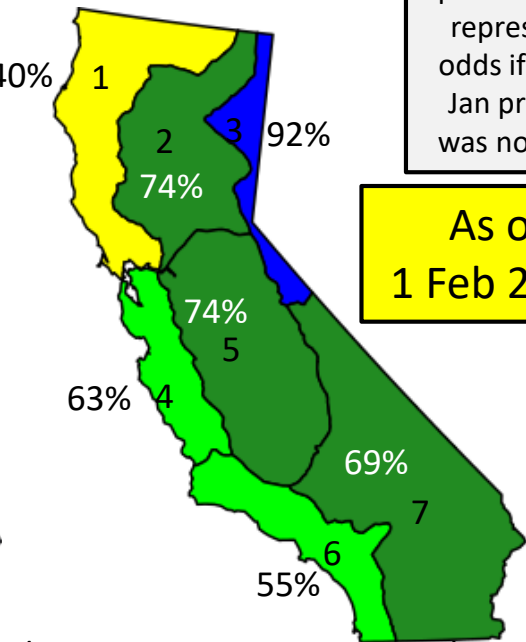 repres
odds if
Jan pr
was no
40%
1
2
3
92%
74%
As o
1 Feb 2
74%
5
63%
4
69%
7
6
55%